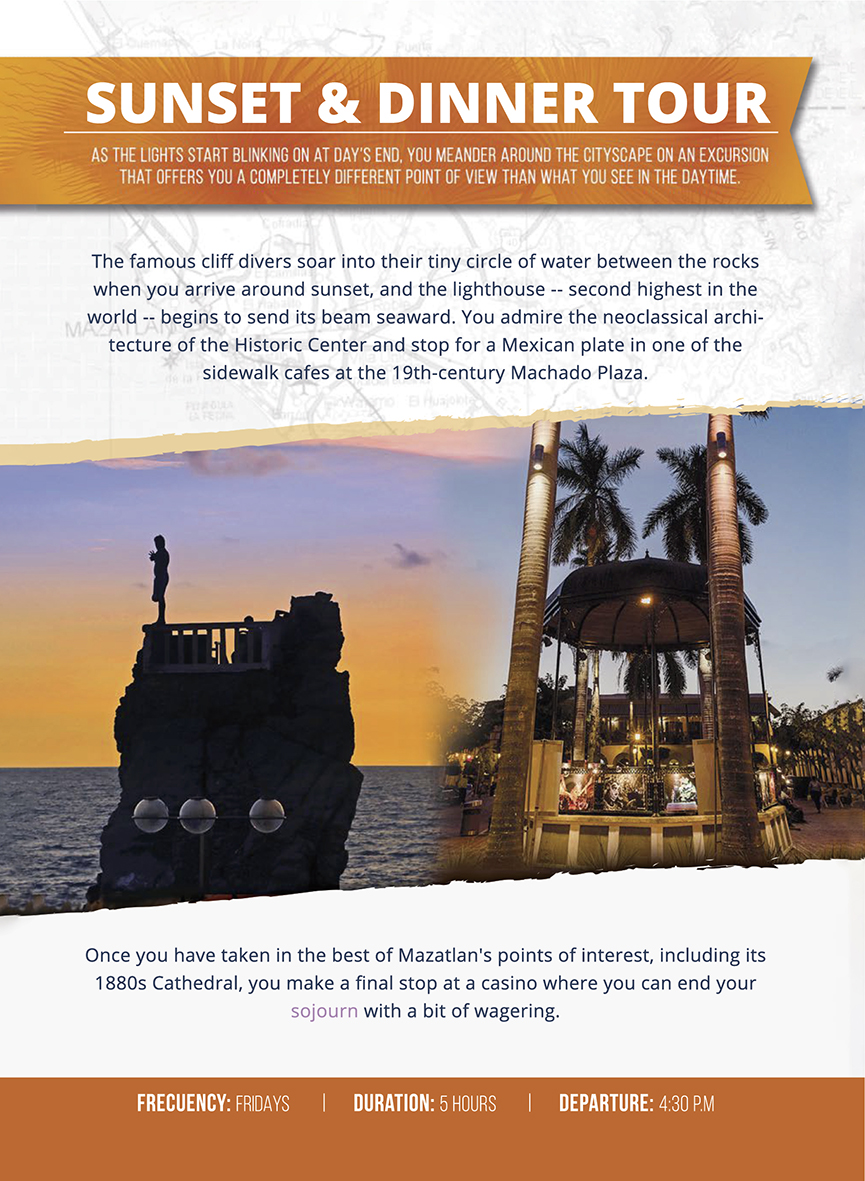 SUNSET & DINNER TOUR
AS THE LIGHTS START BLINKING ON AT DAY'S END, YOU MEANDER AROUND THE CITYSCAPE ON AN EXCURSION
THAT OFFERS YOU A COMPLETELY DIFFERENT POINT OF VIEW THAN WHAT YOU SEE IN THE DAYTIME.
The famous cliff divers soar into their tiny circle of water between the rocks
when you arrive around sunset, and the lighthouse -- second highest in the
world -- begins to send its beam seaward. You admire the neoclassical archi-
tecture of the Historic Center and stop for a Mexican plate in one of the
sidewalk cafes at the 19th-century Machado Plaza.
Once you have taken in the best of Mazatlan's points of interest, including its
1880s Cathedral, you make a final stop at a casino where you can end your
sojourn with a bit of wagering.
FRECUENCY: FRIDAYS | DURATION: 5 HOURS | DEPARTURE: 4:30 P.M